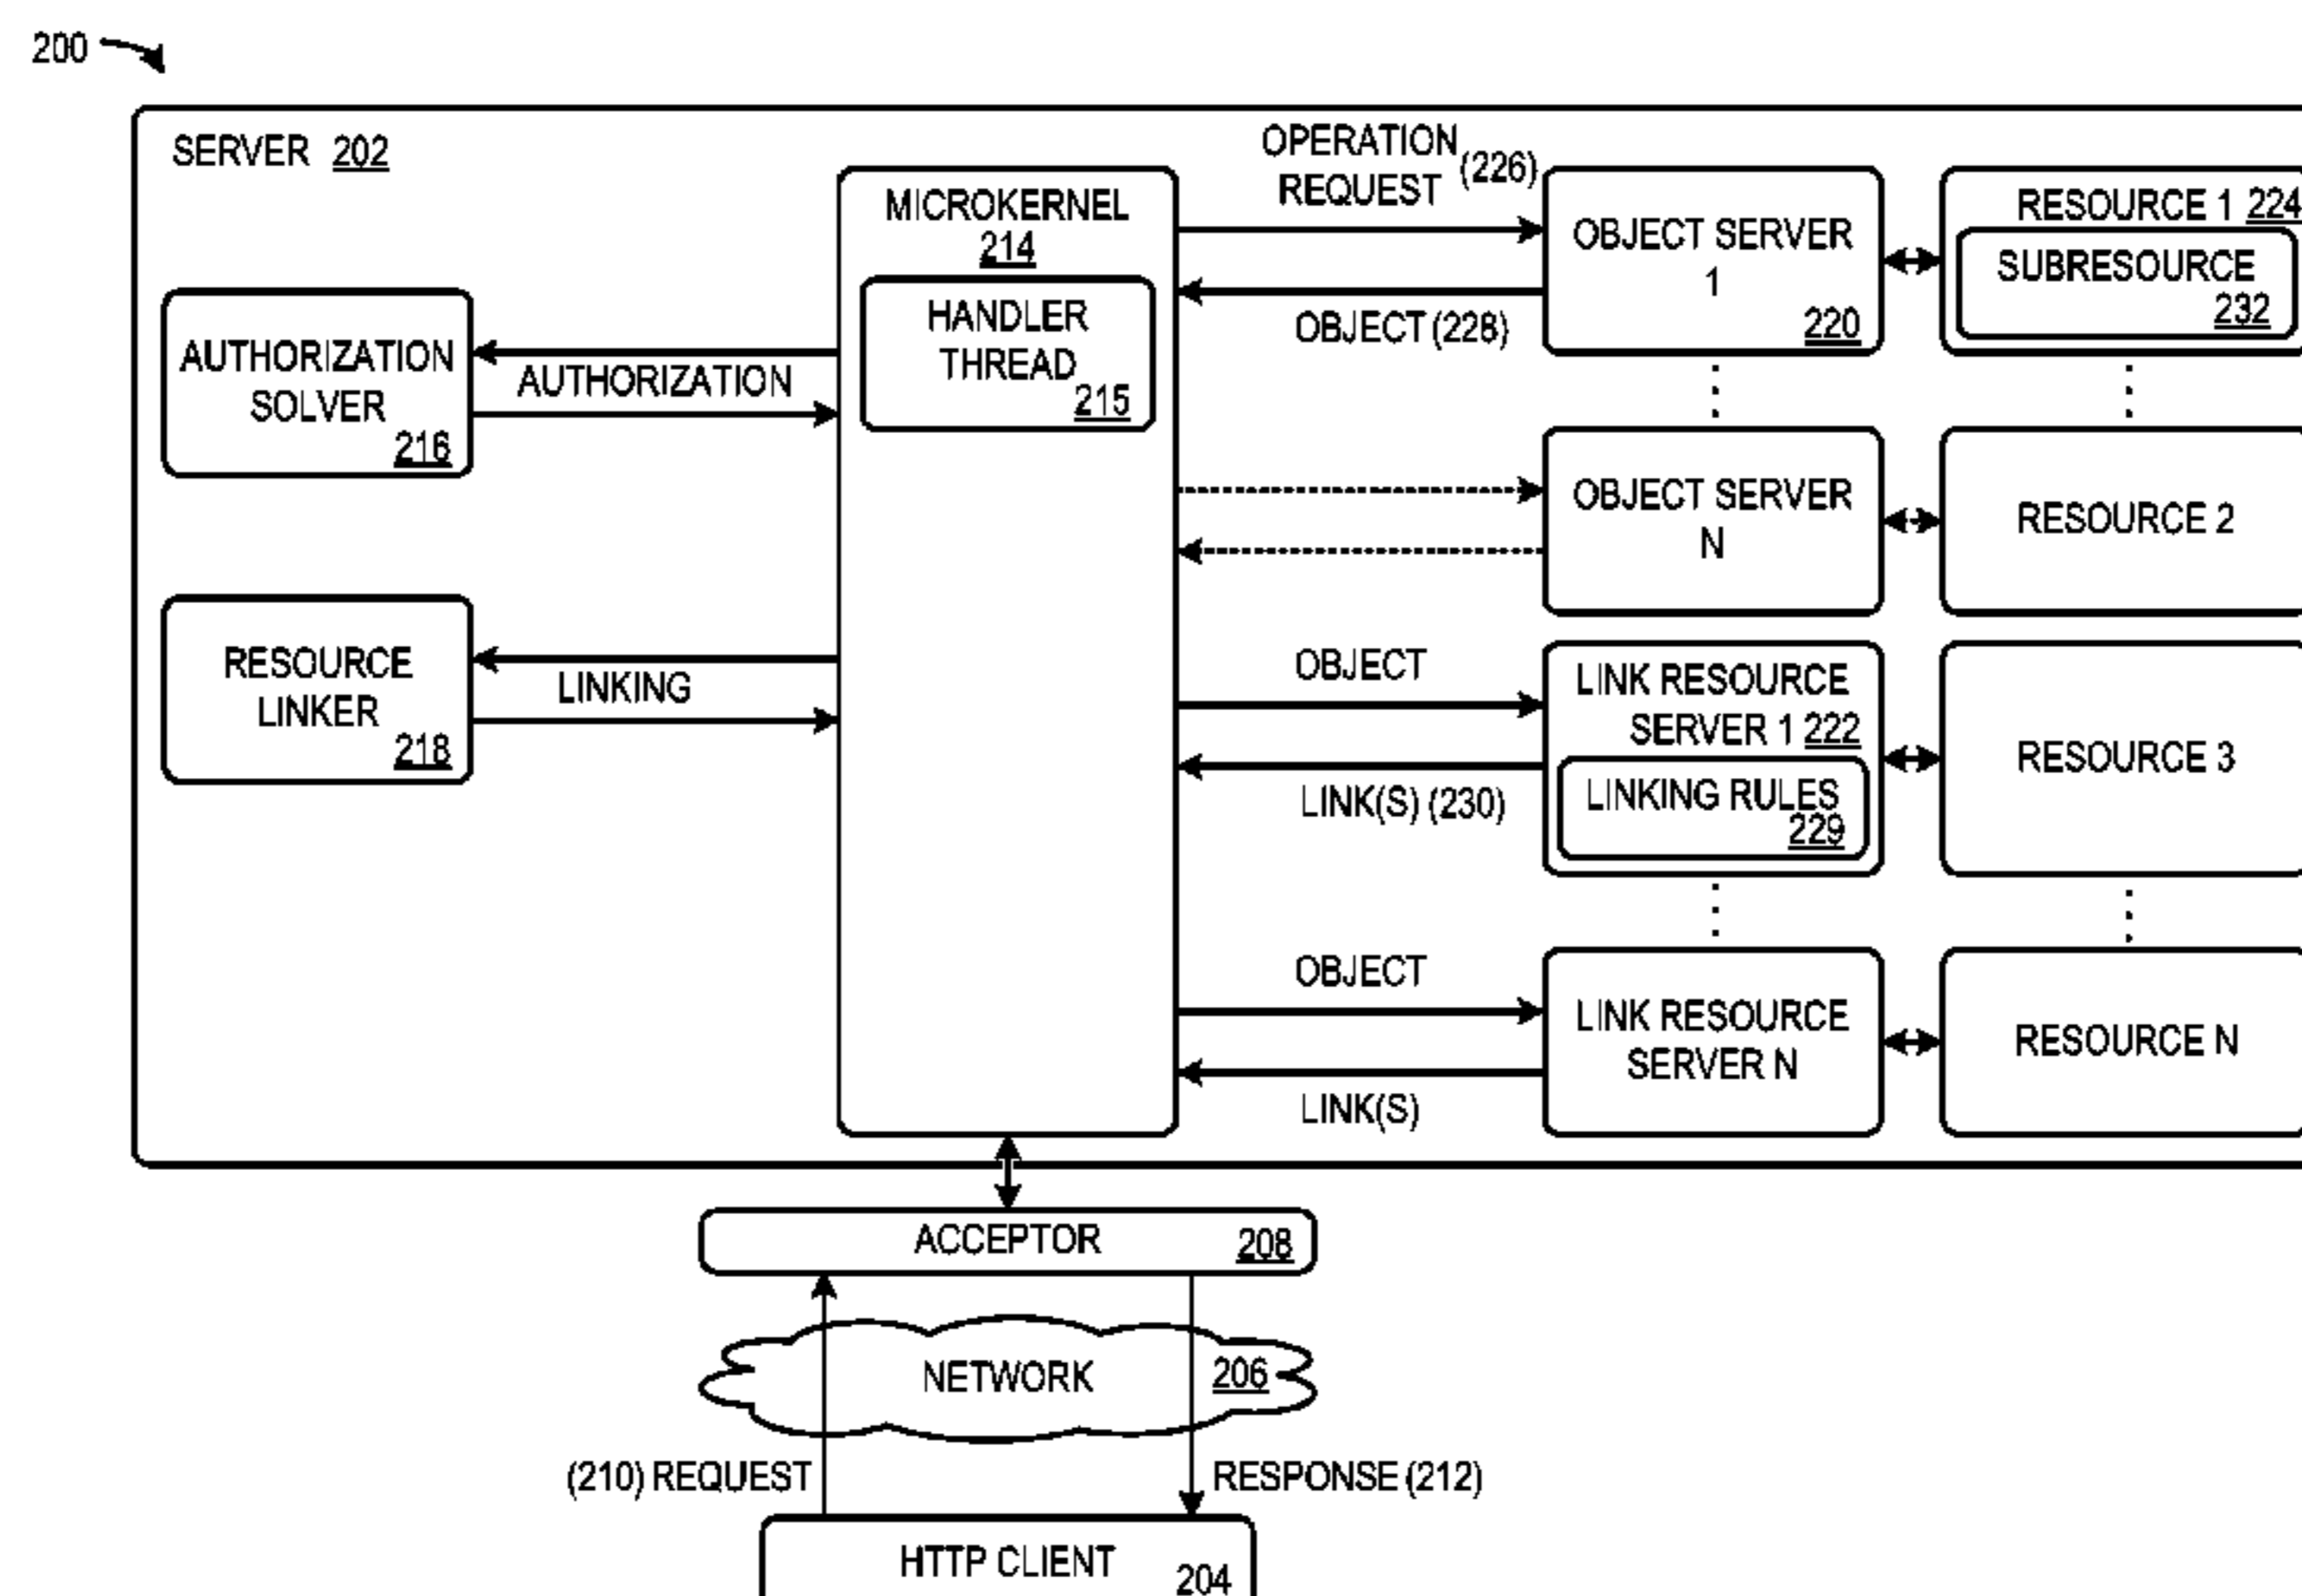 200
SERVER 202
OPERATION
REQUEST (226)
MICROKERNEL
214
HANDLER
THREAD
215
OBJECT SERVER
1
220
RESOURCE 1 224
SUBRESOURCE
232
OBJECT (228)
AUTHORIZATION
SOLVER
216
AUTHORIZATION
OBJECT SERVER
N
RESOURCE 2
RESOURCE
LINKER
218
LINKING
OBJECT
LINK RESOURCE
SERVER 1 222
LINKING RULES
229
RESOURCE 3
LINK(S) (230)
OBJECT
LINK RESOURCE
SERVER N
RESOURCE N
LINK(S)
ACCEPTOR 208
NETWORK 206
(210) REQUEST
RESPONSE (212)
HTTP CLIENT
204